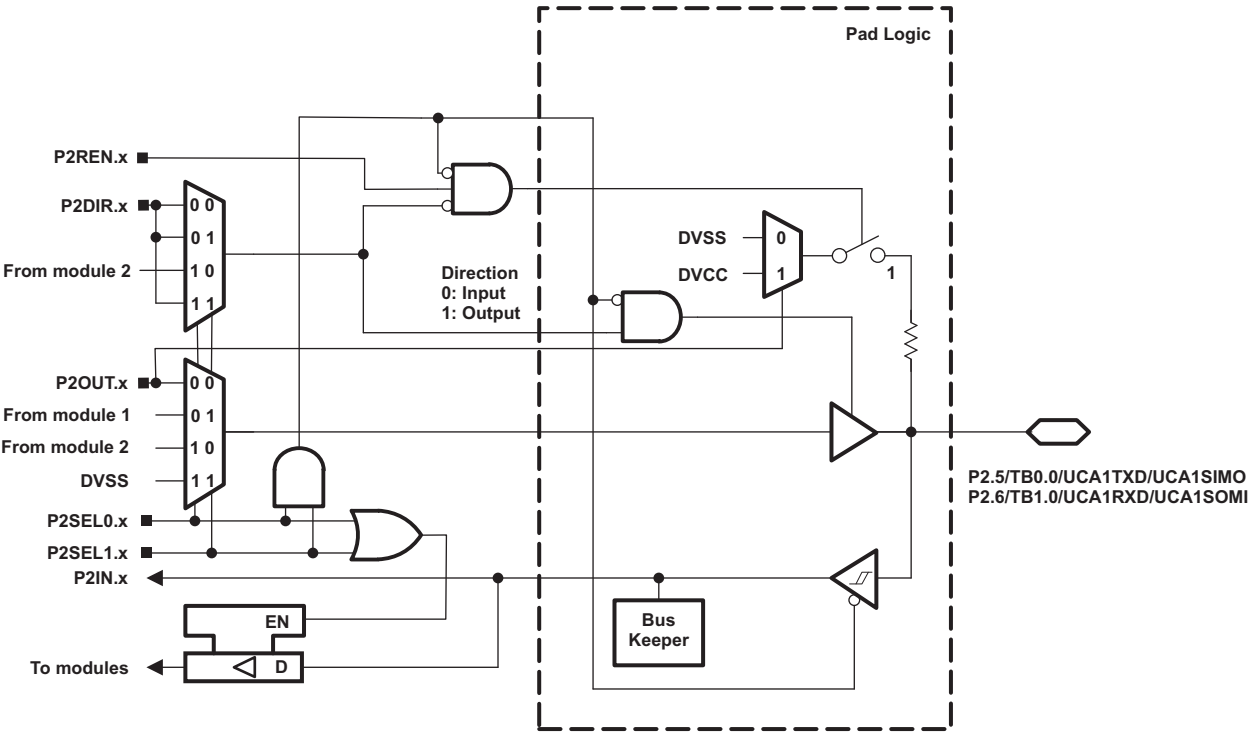 Pad Logic
P2REN.x
P2DIR.x
0 0
0 1
From module 2
1 0
1 1
Direction
0: Input
1: Output
DVSS
0
DVCC
1
1
P2OUT.x
0 0
From module 1
0 1
From module 2
1 0
DVSS
1 1
P2.5/TB0.0/UCA1TXD/UCA1SIMO
P2.6/TB1.0/UCA1RXD/UCA1SOMI
P2SEL0.x
P2SEL1.x
P2IN.x
EN
Bus
Keeper
To modules
D